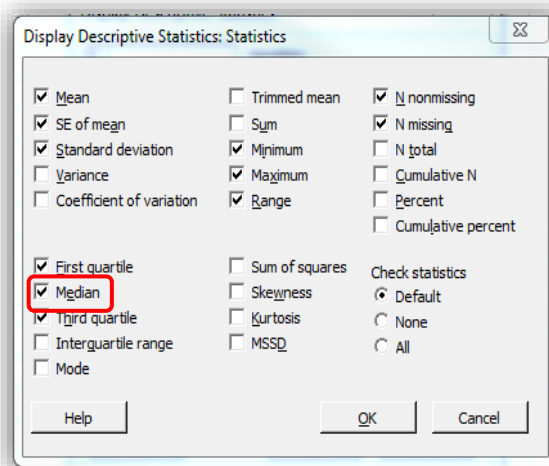 Display Descriptive Statistics: Statistics
Mean
SE of mean
Standard deviation
Variance
Coefficient of variation
Trimmed mean
Sum
Minimum
Maximum
Range
N nonmissing
N missing
N total
Cumulative N
Percent
Cumulative percent
First quartile
Median
Third quartile
Interquartile range
Mode
Sum of squares
Skewness
Kurtosis
MSSD
Check statistics
Default
None
All
Help
OK
Cancel